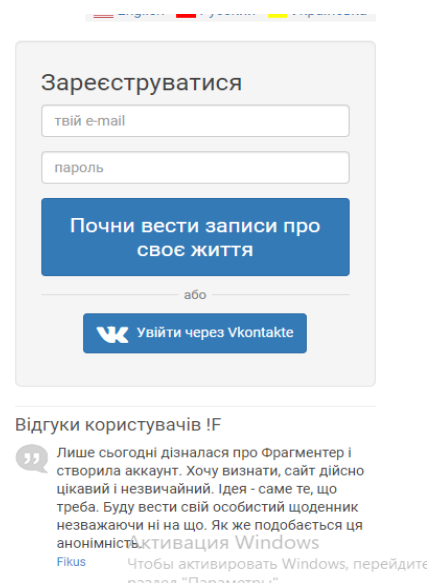 Зареєструватися
твій e-mail
пароль
Почни вести записи про
своє життя
або
Увійти через Vkontakte
Відгуки користувачів !F
Лише сьогодні дізналася про Фрагментер і
створила аккаунт. Хочу визнати, сайт дійсно
цікавий і незвичайний. Ідея - саме те, що
треба. Буду вести свій особистий щоденник
незважаючи ні на що. Як же подобається ця
анонімність.
Активация Windows
Fikus
Чтобы активировать Windows, перейдите
раздел "Параметры".